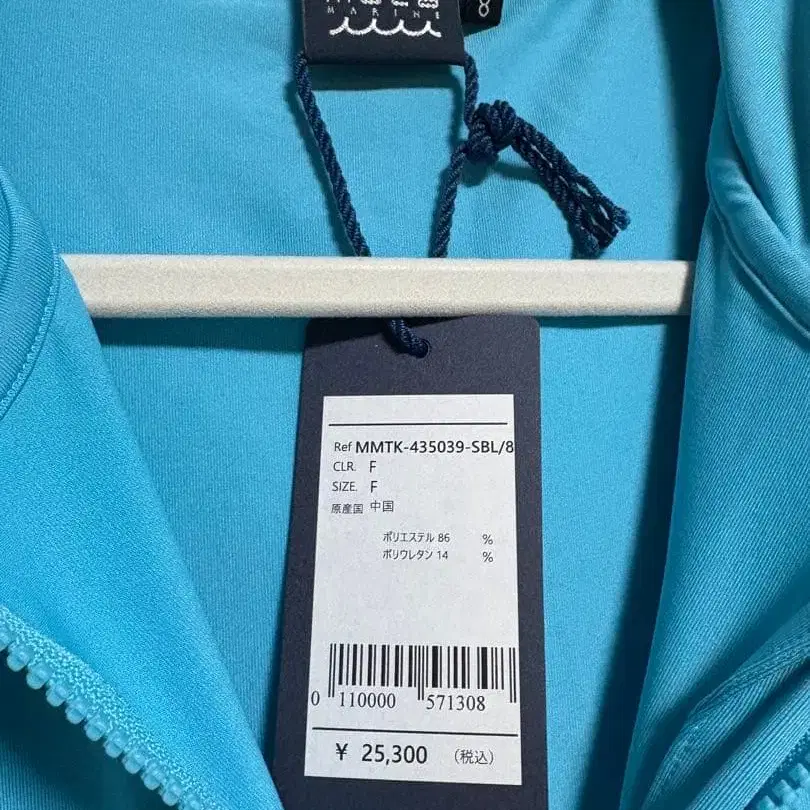 MARINE
8
Ref MMTK-435039-SBL/8
CLR. F
SIZE. F
原産国 中国
ポリエステル 86 %
ポリウレタン 14 %
0 110000 571308
¥ 25,300 (税込)